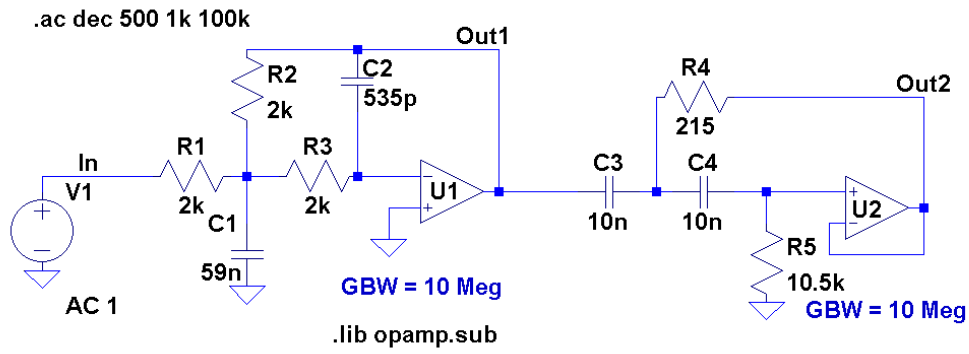 .ac dec 500 1k 100k
Out1
R2
2k
C2
535p
R4
215
Out2
In
V1
R1
2k
R3
2k
C1
59n
U1
C3
10n
C4
10n
U2
R5
10.5k
AC 1
GBW = 10 Meg
GBW = 10 Meg
.lib opamp.sub